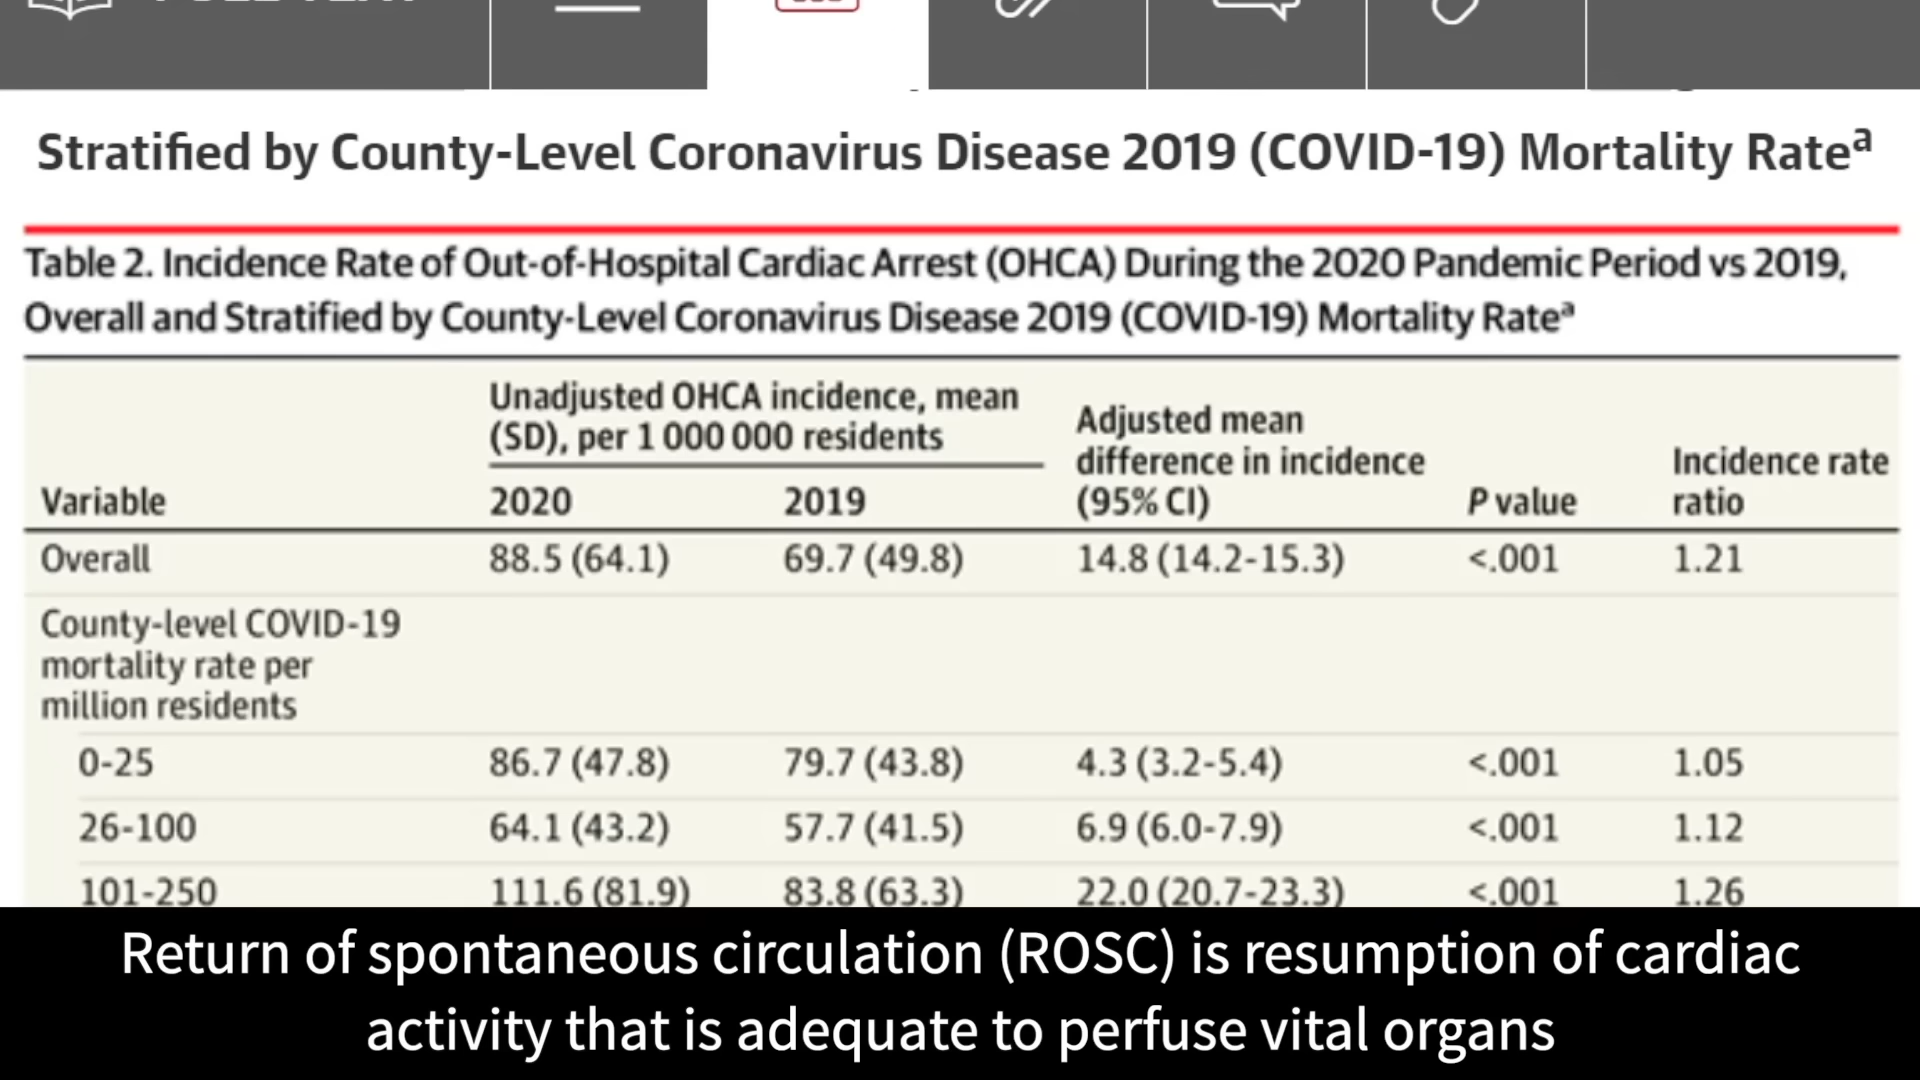 Stratified by County-Level Coronavirus Disease 2019 (COVID-19) Mortality Rateᵃ
Table 2. Incidence Rate of Out-of-Hospital Cardiac Arrest (OHCA) During the 2020 Pandemic Period vs 2019,
Overall and Stratified by County-Level Coronavirus Disease 2019 (COVID-19) Mortality Rateᵃ
Unadjusted OHCA incidence, mean
(SD), per 1 000 000 residents
Adjusted mean
difference in incidence
(95% CI)
Incidence rate
ratio
Variable 2020 2019 P value
Overall 88.5 (64.1) 69.7 (49.8) 14.8 (14.2-15.3) <.001 1.21
County-level COVID-19
mortality rate per
million residents
0-25 86.7 (47.8) 79.7 (43.8) 4.3 (3.2-5.4) <.001 1.05
26-100 64.1 (43.2) 57.7 (41.5) 6.9 (6.0-7.9) <.001 1.12
101-250 111.6 (81.9) 83.8 (63.3) 22.0 (20.7-23.3) <.001 1.26
Return of spontaneous circulation (ROSC) is resumption of cardiac
activity that is adequate to perfuse vital organs